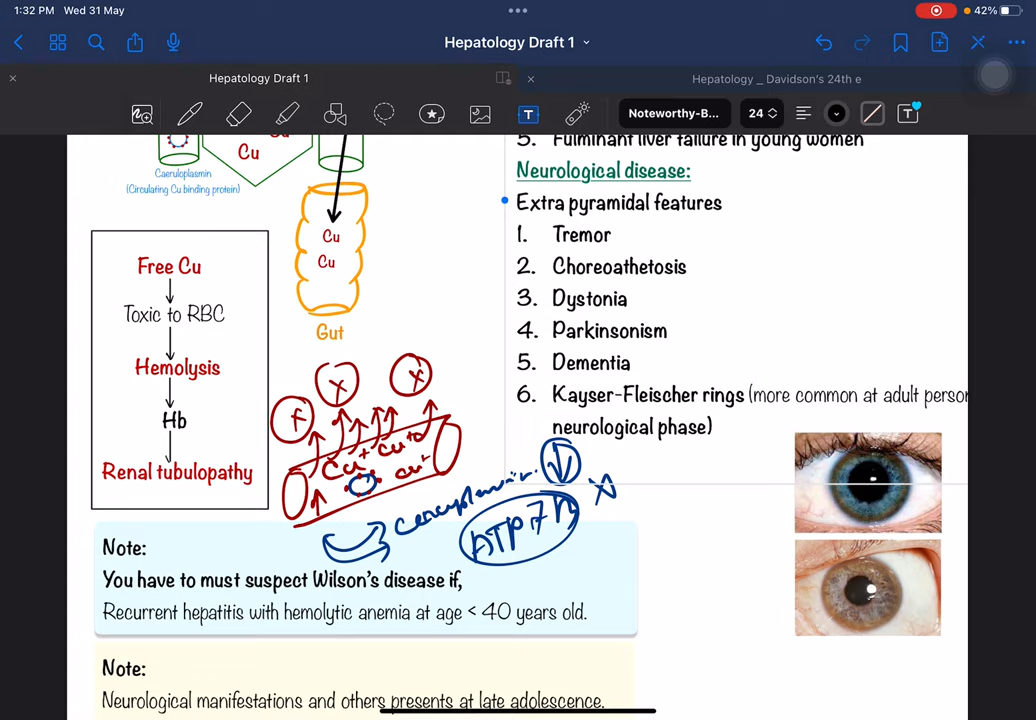 1:32 PM Wed 31 May
42%
Hepatology Draft 1
Hepatology Draft 1
Hepatology _ Davidson's 24th e
Noteworthy-B...
24
Cu
Caeruloplasmin
(Circulating Cu binding protein)
Cu
Cu
Gut
Free Cu
Toxic to RBC
Hemolysis
Hb
Renal tubulopathy
x
Cu+
ATP7B
Note:
You have to must suspect Wilson's disease if,
Recurrent hepatitis with hemolytic anemia at age < 40 years old.
Note:
Neurological manifestations and others presents at late adolescence.
5. Fulminant liver failure in young women
Neurological disease:
Extra pyramidal features
1. Tremor
2. Choreoathetosis
3. Dystonia
4. Parkinsonism
5. Dementia
6. Kayser-Fleischer rings (more common at adult person
neurological phase)